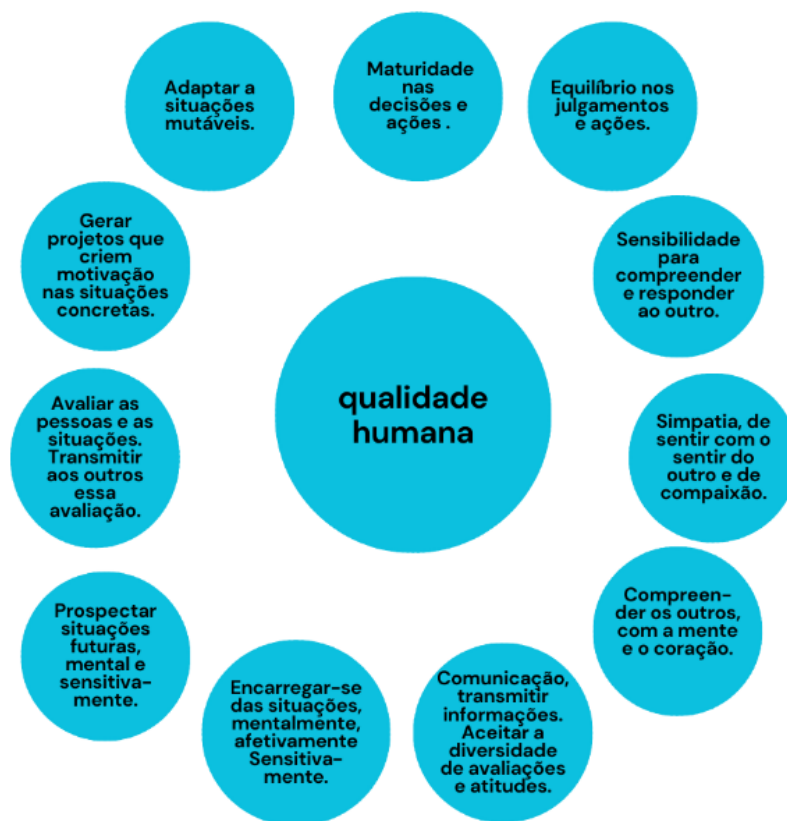 Adaptar a
situações
mutáveis.
Maturidade
nas
decisões e
ações .
Equilíbrio nos
julgamentos
e ações.
Sensibilidade
para
compreender
e responder
ao outro.
Simpatia, de
sentir com o
sentir do
outro e de
compaixão.
Compreen-
der os outros,
com a mente
e o coração.
Comunicação,
transmitir
informações.
Aceitar a
diversidade
de avaliações
e atitudes.
Encarregar-se
das situações,
mentalmente,
afetivamente
Sensitiva-
mente.
Prospectar
situações
futuras,
mental e
sensitiva-
mente.
Avaliar as
pessoas e as
situações.
Transmitir
aos outros
essa
avaliação.
Gerar
projetos que
criem
motivação
nas situações
concretas.
qualidade
humana